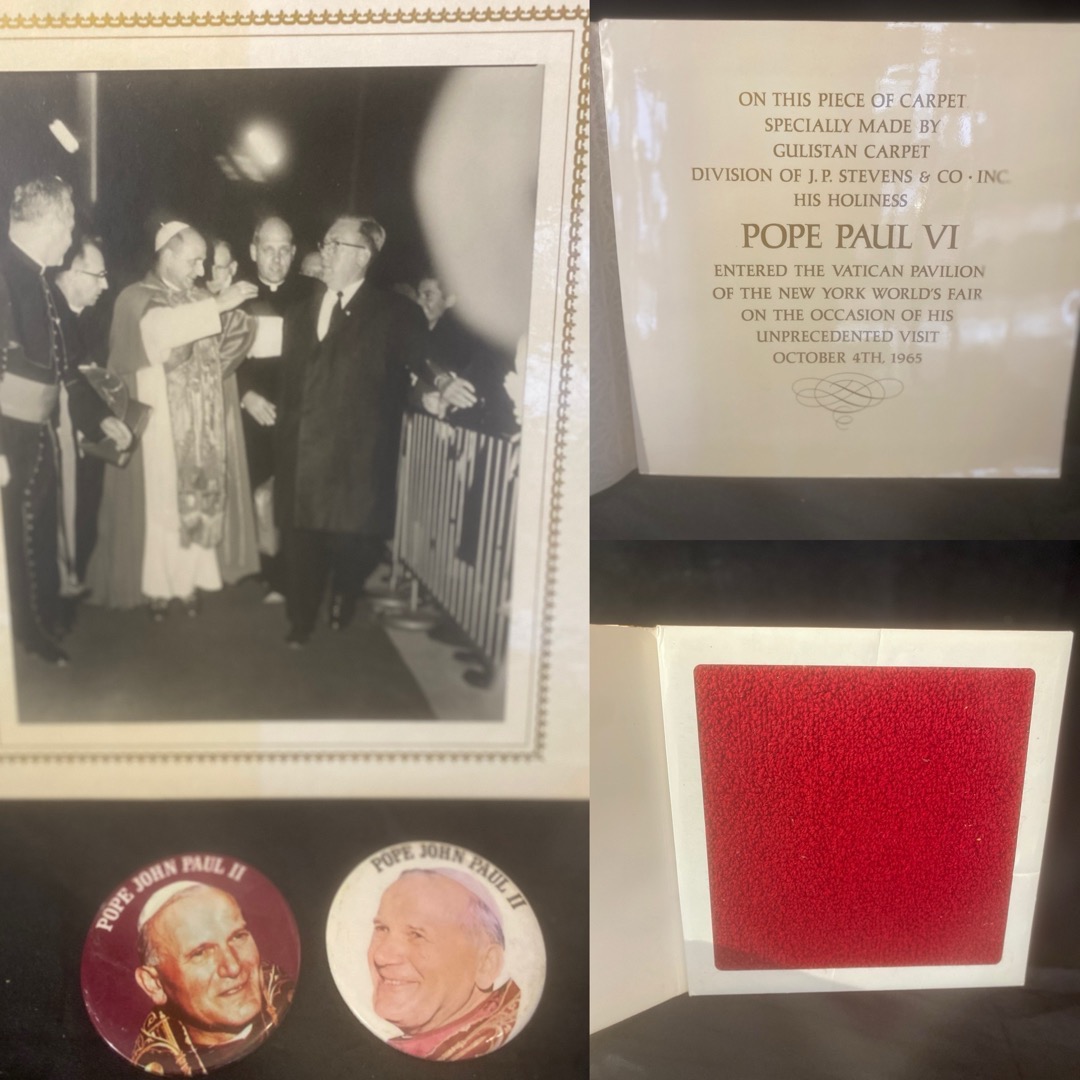 ON THIS PIECE OF CARPET
SPECIALLY MADE BY
GULISTAN CARPET
DIVISION OF J. P. STEVENS & CO · INC.
HIS HOLINESS
POPE PAUL VI
ENTERED THE VATICAN PAVILION
OF THE NEW YORK WORLD'S FAIR
ON THE OCCASION OF HIS
UNPRECEDENTED VISIT
OCTOBER 4TH, 1965
POPE JOHN PAUL II
POPE JOHN PAUL II